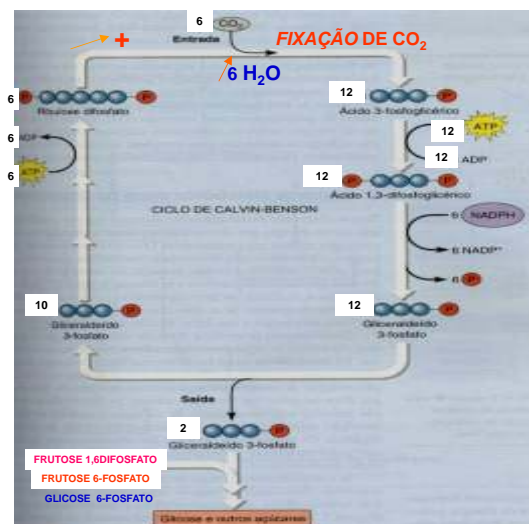 6 CO₂
Entrada
+
FIXAÇÃO DE CO₂
6 H₂O
6 P P
Ribulose difosfato
12 P
Ácido 3-fosfoglicérico
6 ADP
6 ATP
12 ATP
12 ADP
12 P P
Ácido 1,3-difosfoglicérico
CICLO DE CALVIN-BENSON
6 NADPH
6 NADP⁺
6 P
10 P
Gliceraldeído
3-fosfato
12 P
Gliceraldeído
3-fosfato
Saída
2 P
Gliceraldeído 3-fosfato
FRUTOSE 1,6DIFOSFATO
FRUTOSE 6-FOSFATO
GLICOSE 6-FOSFATO
Glicose e outros açúcares